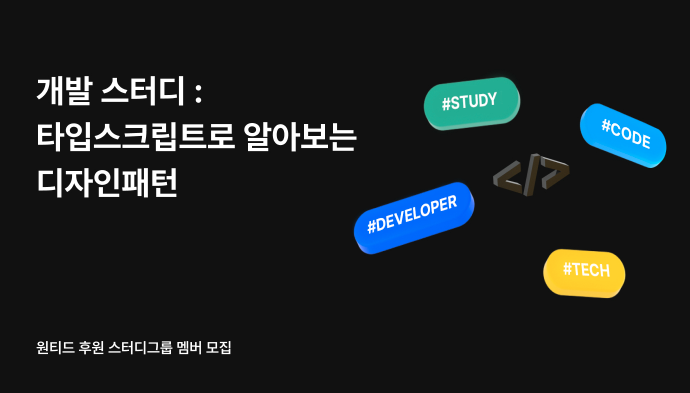 개발 스터디 :
타입스크립트로 알아보는
디자인패턴
#STUDY
#CODE
</>
#DEVELOPER
#TECH
원티드 후원 스터디그룹 멤버 모집